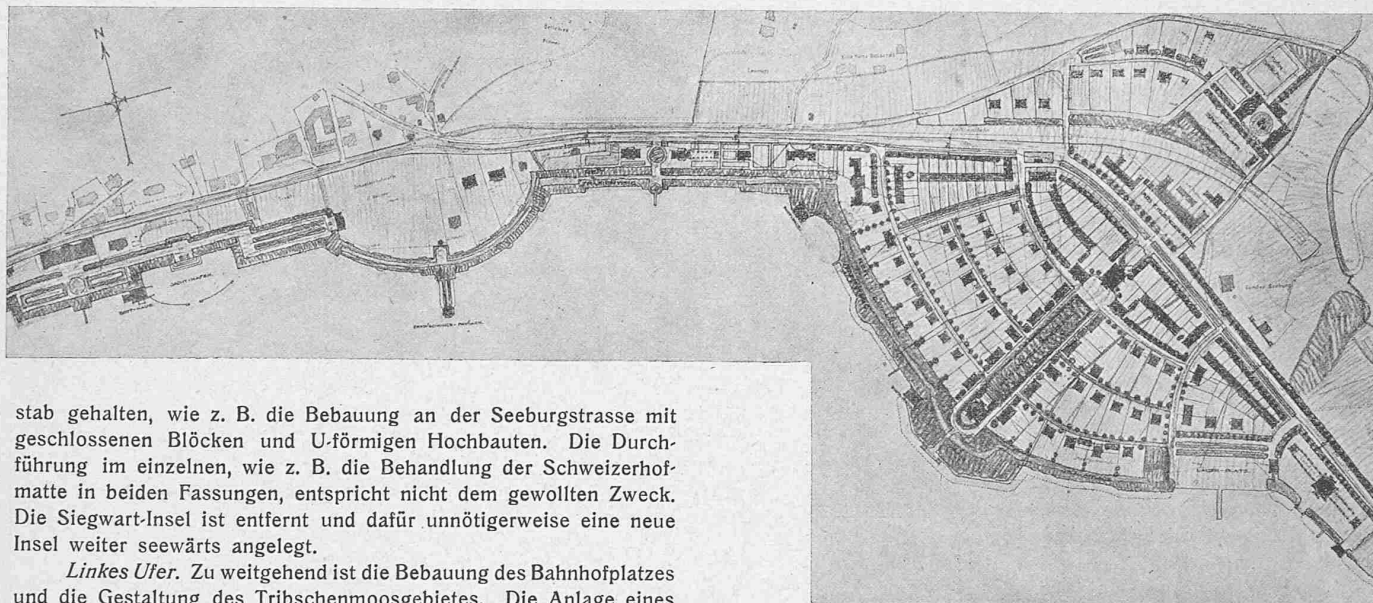 N
stab gehalten, wie z. B. die Bebauung an der Seeburgstrasse mit
geschlossenen Blöcken und U-förmigen Hochbauten. Die Durch-
führung im einzelnen, wie z. B. die Behandlung der Schweizerhof-
matte in beiden Fassungen, entspricht nicht dem gewollten Zweck.
Die Siegwart-Insel ist entfernt und dafür unnötigerweise eine neue
Insel weiter seewärts angelegt.
Linkes Ufer. Zu weitgehend ist die Bebauung des Bahnhofplatzes
und die Gestaltung des Tribschenmoosgebietes. Die Anlage eines